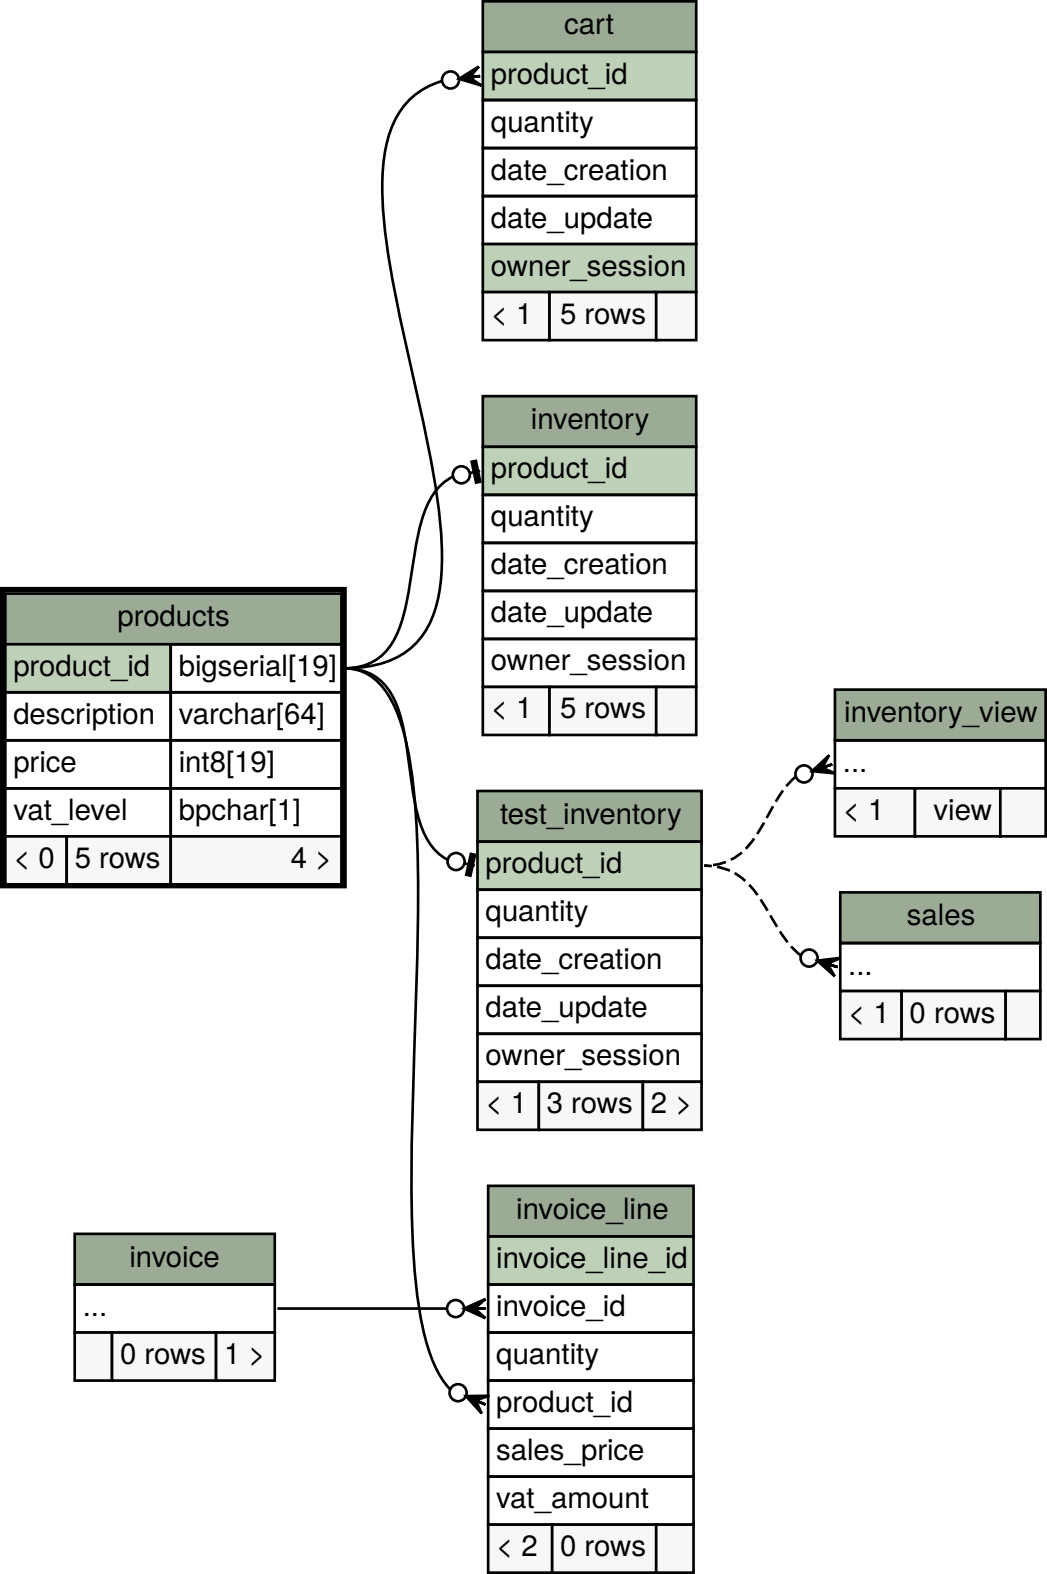 cart
product_id
quantity
date_creation
date_update
owner_session
< 1 5 rows
inventory
product_id
quantity
date_creation
date_update
owner_session
< 1 5 rows
products
product_id bigserial[19]
description varchar[64]
price int8[19]
vat_level bpchar[1]
< 0 5 rows 4 >
inventory_view
...
< 1 view
test_inventory
product_id
quantity
date_creation
date_update
owner_session
< 1 3 rows 2 >
sales
...
< 1 0 rows
invoice
...
0 rows 1 >
invoice_line
invoice_line_id
invoice_id
quantity
product_id
sales_price
vat_amount
< 2 0 rows